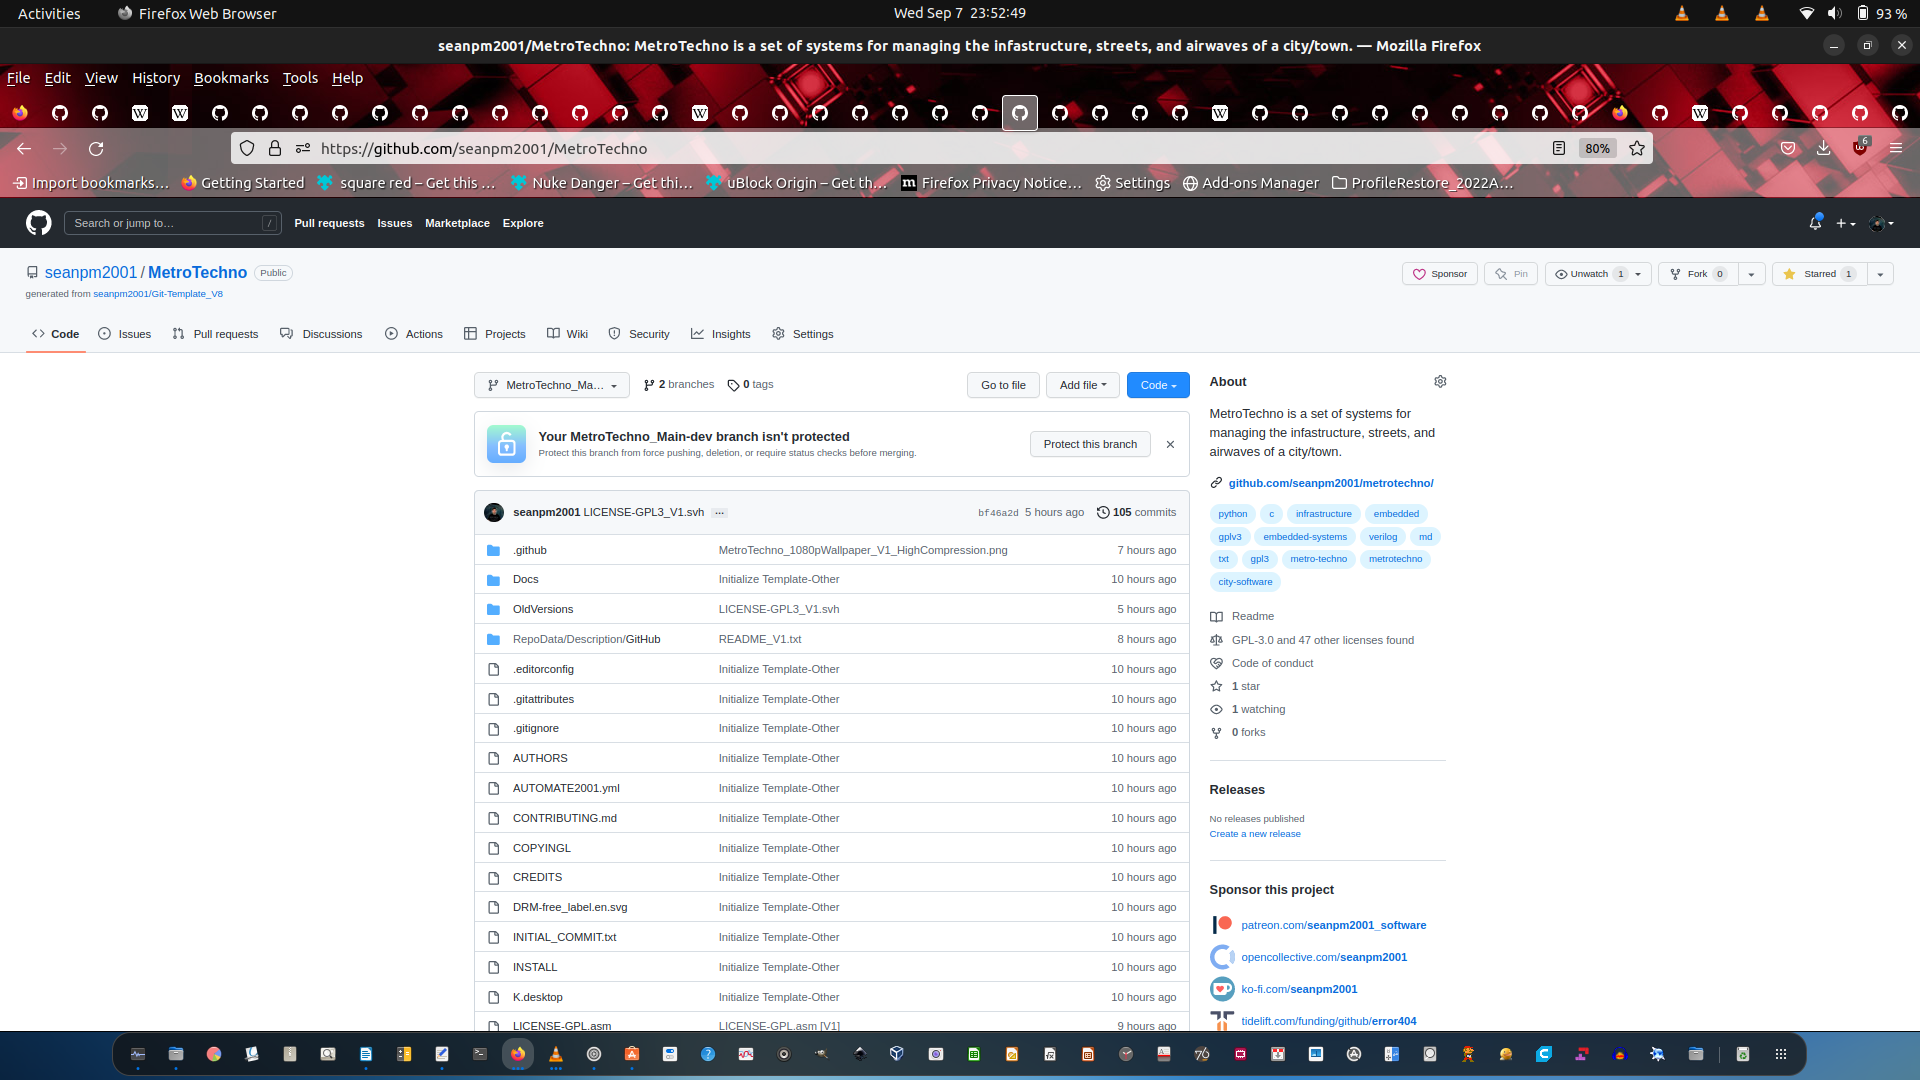 Activities Firefox Web Browser Wed Sep 7 23:52:49 93 %
seanpm2001/MetroTechno: MetroTechno is a set of systems for managing the infastructure, streets, and airwaves of a city/town. — Mozilla Firefox
File Edit View History Bookmarks Tools Help
https://github.com/seanpm2001/MetroTechno 80% 6
Import bookmarks… Getting Started square red – Get this … Nuke Danger – Get thi… uBlock Origin – Get th… Firefox Privacy Notice… Settings Add-ons Manager ProfileRestore_2022A…
Search or jump to… / Pull requests Issues Marketplace Explore
seanpm2001 / MetroTechno Public Sponsor Pin Unwatch 1 Fork 0 Starred 1
generated from seanpm2001/Git-Template_V8
Code Issues Pull requests Discussions Actions Projects Wiki Security Insights Settings
MetroTechno_Ma… 2 branches 0 tags Go to file Add file Code
Your MetroTechno_Main-dev branch isn't protected
Protect this branch from force pushing, deletion, or require status checks before merging.
Protect this branch
seanpm2001 LICENSE-GPL3_V1.svh … bf46a2d 5 hours ago 105 commits
.github MetroTechno_1080pWallpaper_V1_HighCompression.png 7 hours ago
Docs Initialize Template-Other 10 hours ago
OldVersions LICENSE-GPL3_V1.svh 5 hours ago
RepoData/Description/GitHub README_V1.txt 8 hours ago
.editorconfig Initialize Template-Other 10 hours ago
.gitattributes Initialize Template-Other 10 hours ago
.gitignore Initialize Template-Other 10 hours ago
AUTHORS Initialize Template-Other 10 hours ago
AUTOMATE2001.yml Initialize Template-Other 10 hours ago
CONTRIBUTING.md Initialize Template-Other 10 hours ago
COPYINGL Initialize Template-Other 10 hours ago
CREDITS Initialize Template-Other 10 hours ago
DRM-free_label.en.svg Initialize Template-Other 10 hours ago
INITIAL_COMMIT.txt Initialize Template-Other 10 hours ago
INSTALL Initialize Template-Other 10 hours ago
K.desktop Initialize Template-Other 10 hours ago
LICENSE-GPL.asm LICENSE-GPL.asm [V1] 9 hours ago
About
MetroTechno is a set of systems for
managing the infastructure, streets, and
airwaves of a city/town.
github.com/seanpm2001/metrotechno/
python c infrastructure embedded
gplv3 embedded-systems verilog md
txt gpl3 metro-techno metrotechno
city-software
Readme
GPL-3.0 and 47 other licenses found
Code of conduct
1 star
1 watching
0 forks
Releases
No releases published
Create a new release
Sponsor this project
patreon.com/seanpm2001_software
opencollective.com/seanpm2001
ko-fi.com/seanpm2001
tidelift.com/funding/github/error404